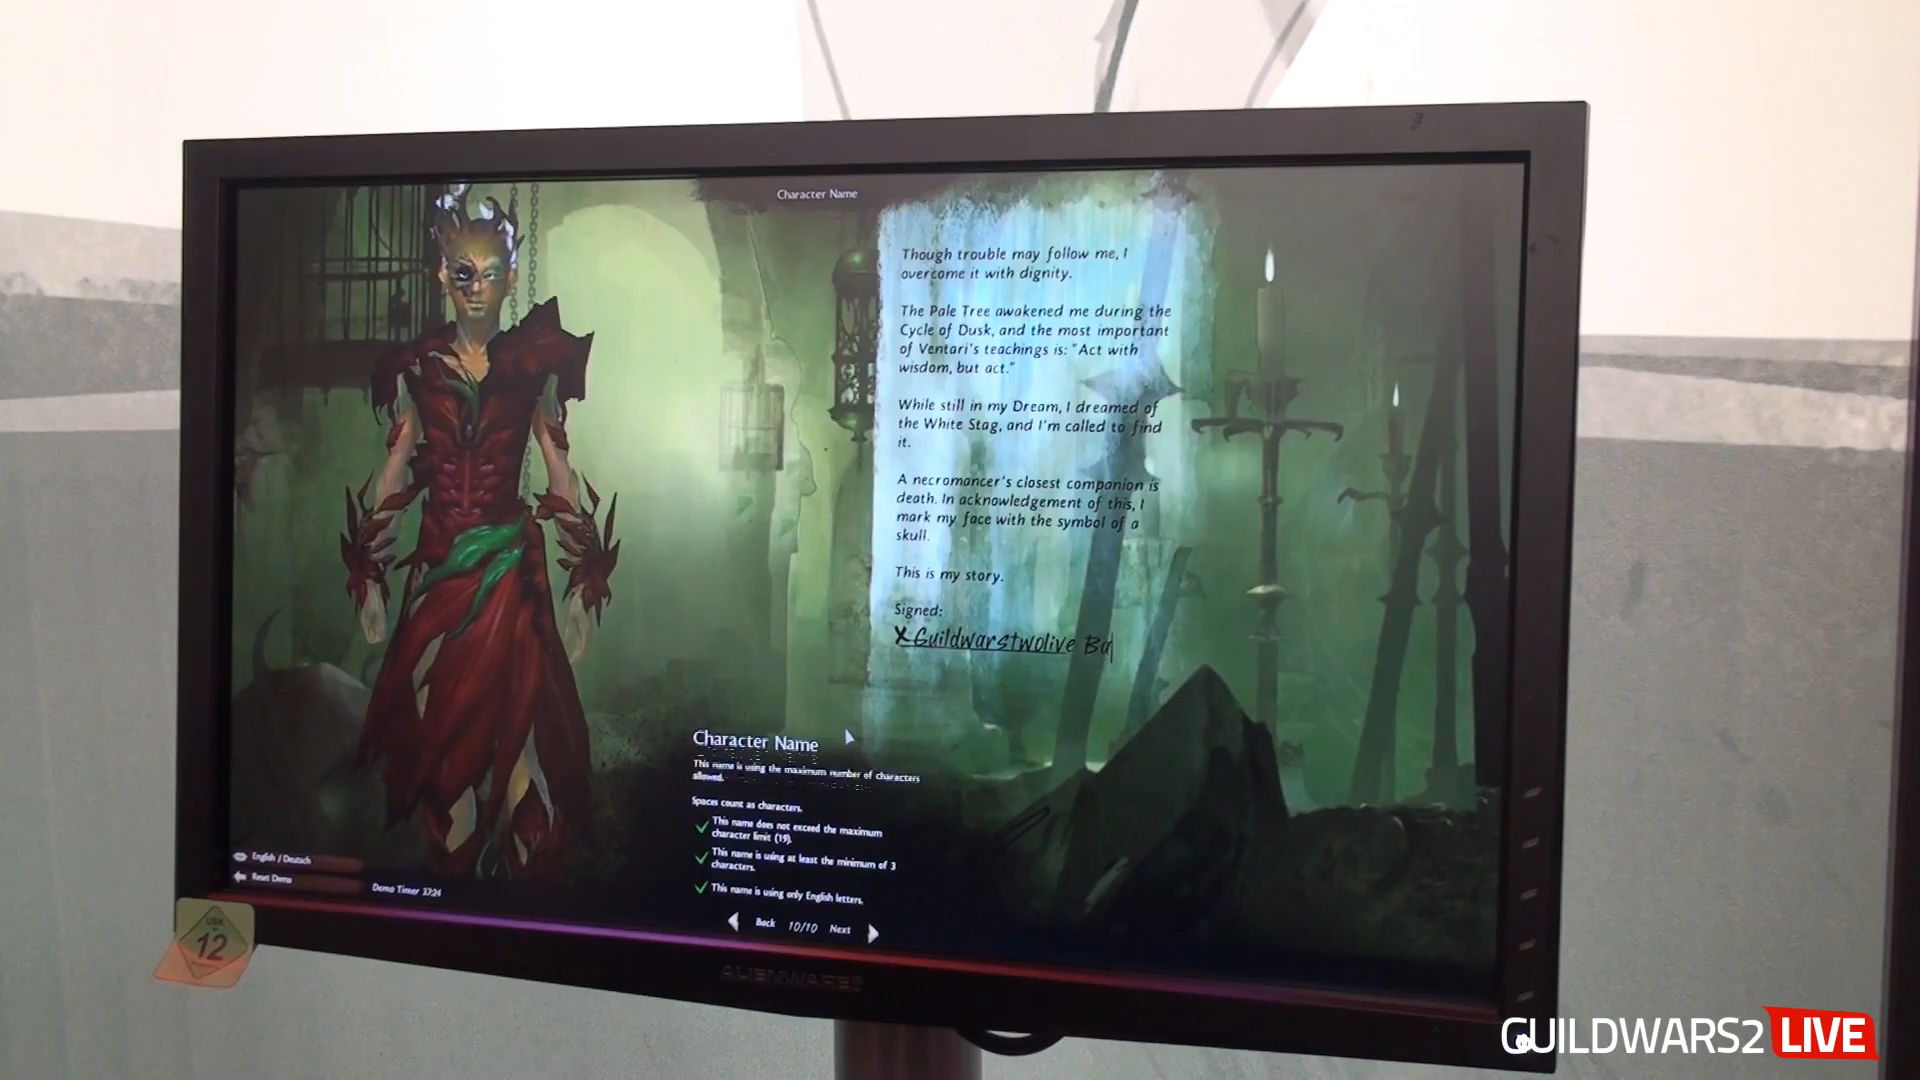 Character Name
Though trouble may follow me, I
overcome it with dignity.
The Pale Tree awakened me during the
Cycle of Dusk, and the most important
of Ventari's teachings is: "Act with
wisdom, but act."
While still in my Dream, I dreamed of
the White Stag, and I'm called to find
it.
A necromancer's closest companion is
death. In acknowledgement of this, I
mark my face with the symbol of a
skull.
This is my story.
Signed:
X Guildwarstwolive Ba
Character Name
This name is using the maximum number of characters
allowed.
Spaces count as characters.
This name does not exceed the maximum
character limit (19).
This name is using at least the minimum of 3
characters.
This name is using only English letters.
Back 10/10 Next
English / Deutsch
Reset Demo
Demo Timer 37:24
USK
12
ALIENWARE
GUILDWARS2 LIVE